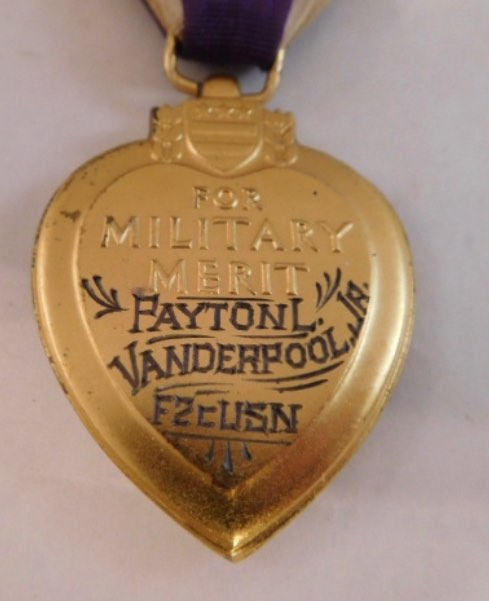 FOR
MILITARY
MERIT
PAYTON L.
VANDERPOOL, JR.
F2C USN